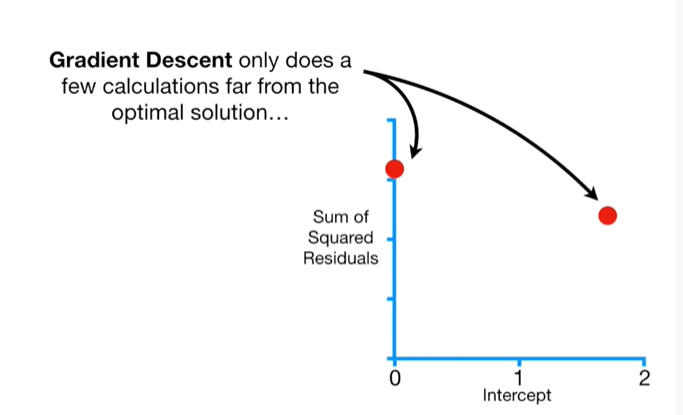 Gradient Descent only does a
few calculations far from the
optimal solution…
Sum of
Squared
Residuals
0
1
2
Intercept